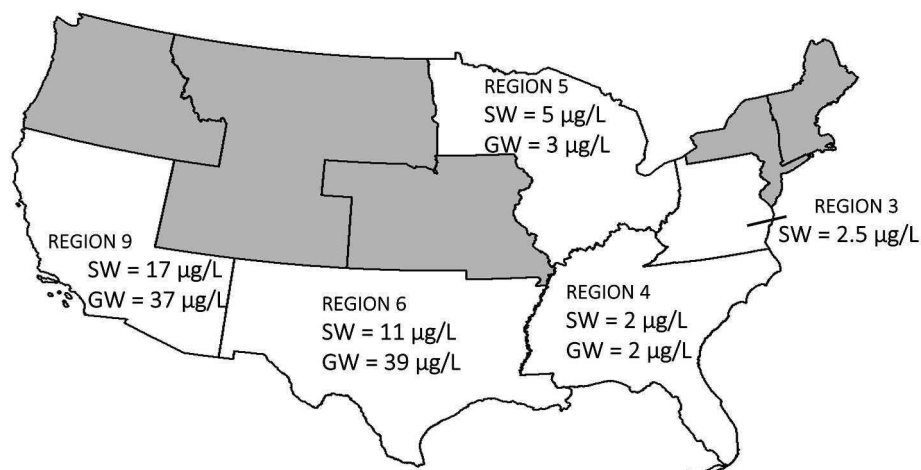 REGION 5
SW = 5 µg/L
GW = 3 µg/L
REGION 3
SW = 2.5 µg/L
REGION 9
SW = 17 µg/L
GW = 37 µg/L
REGION 6
SW = 11 µg/L
GW = 39 µg/L
REGION 4
SW = 2 µg/L
GW = 2 µg/L